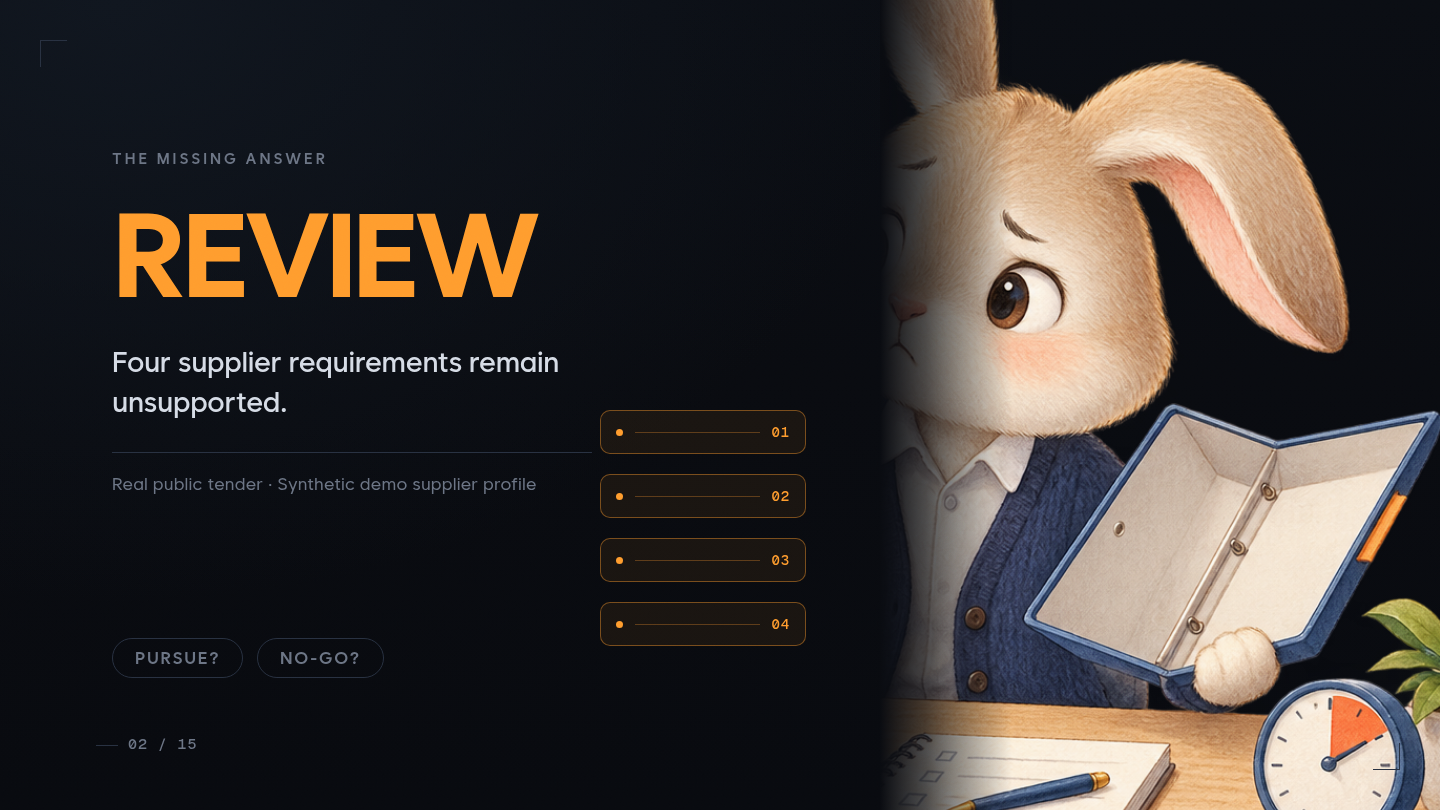 THE MISSING ANSWER
REVIEW
Four supplier requirements remain
unsupported.
Real public tender · Synthetic demo supplier profile
01
02
03
04
PURSUE?
NO-GO?
02 / 15